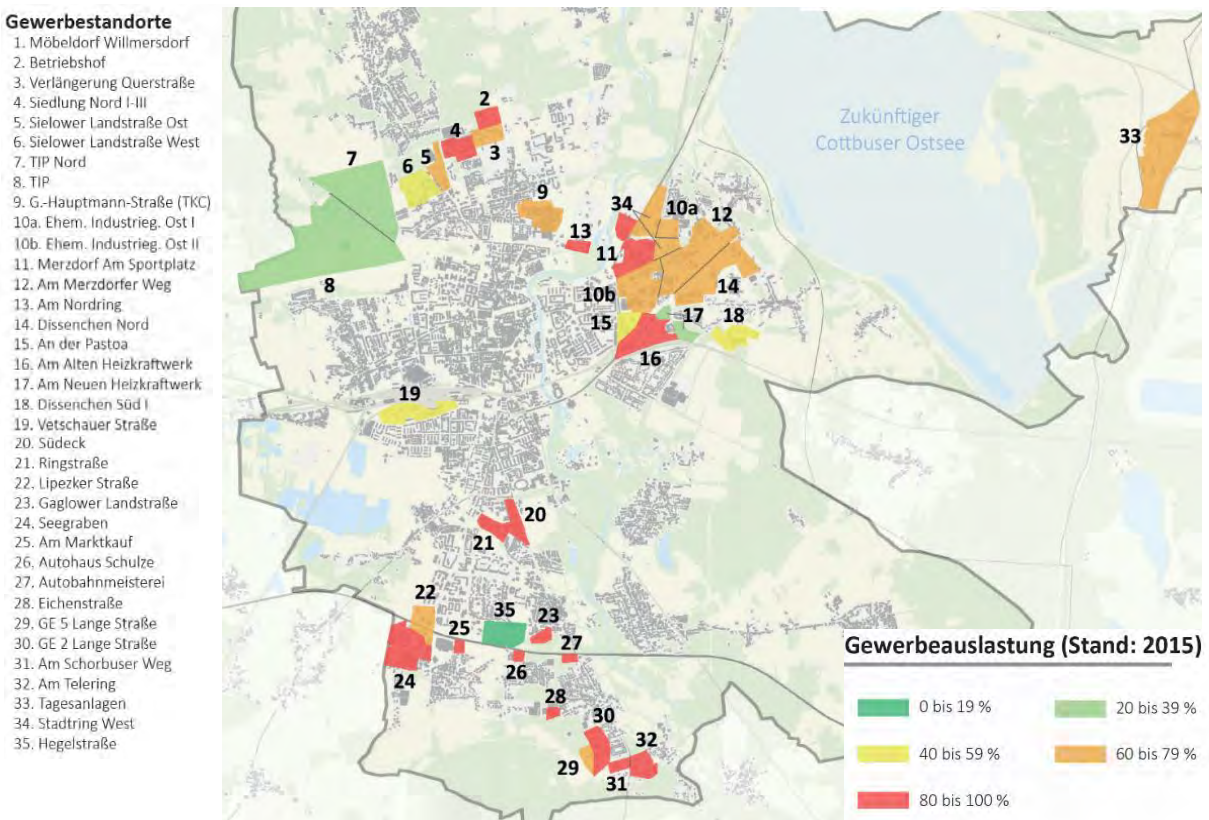 Gewerbestandorte
1. Möbeldorf Willmersdorf
2. Betriebshof
3. Verlängerung Querstraße
4. Siedlung Nord I-III
5. Sielower Landstraße Ost
6. Sielower Landstraße West
7. TIP Nord
8. TIP
9. G.-Hauptmann-Straße (TKC)
10a. Ehem. Industrieg. Ost I
10b. Ehem. Industrieg. Ost II
11. Merzdorf Am Sportplatz
12. Am Merzdorfer Weg
13. Am Nordring
14. Dissenchen Nord
15. An der Pastoa
16. Am Alten Heizkraftwerk
17. Am Neuen Heizkraftwerk
18. Dissenchen Süd I
19. Vetschauer Straße
20. Südeck
21. Ringstraße
22. Lipezker Straße
23. Gaglower Landstraße
24. Seegraben
25. Am Marktkauf
26. Autohaus Schulze
27. Autobahnmeisterei
28. Eichenstraße
29. GE 5 Lange Straße
30. GE 2 Lange Straße
31. Am Schorbuser Weg
32. Am Telering
33. Tagesanlagen
34. Stadtring West
35. Hegelstraße
2
4
3
5
7
6
9
34
10a
12
13
11
33
Zukünftiger
Cottbuser Ostsee
8
10b
14
15
17
18
16
19
20
21
22
35
23
25
27
26
24
28
30
32
29
31
Gewerbeauslastung (Stand: 2015)
0 bis 19 %
20 bis 39 %
40 bis 59 %
60 bis 79 %
80 bis 100 %